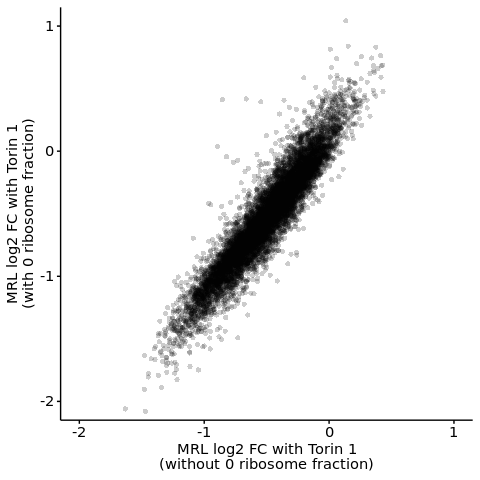 MRL log2 FC with Torin 1
(with 0 ribosome fraction)
1
0
-1
-2
-2
-1
0
1
MRL log2 FC with Torin 1
(without 0 ribosome fraction)